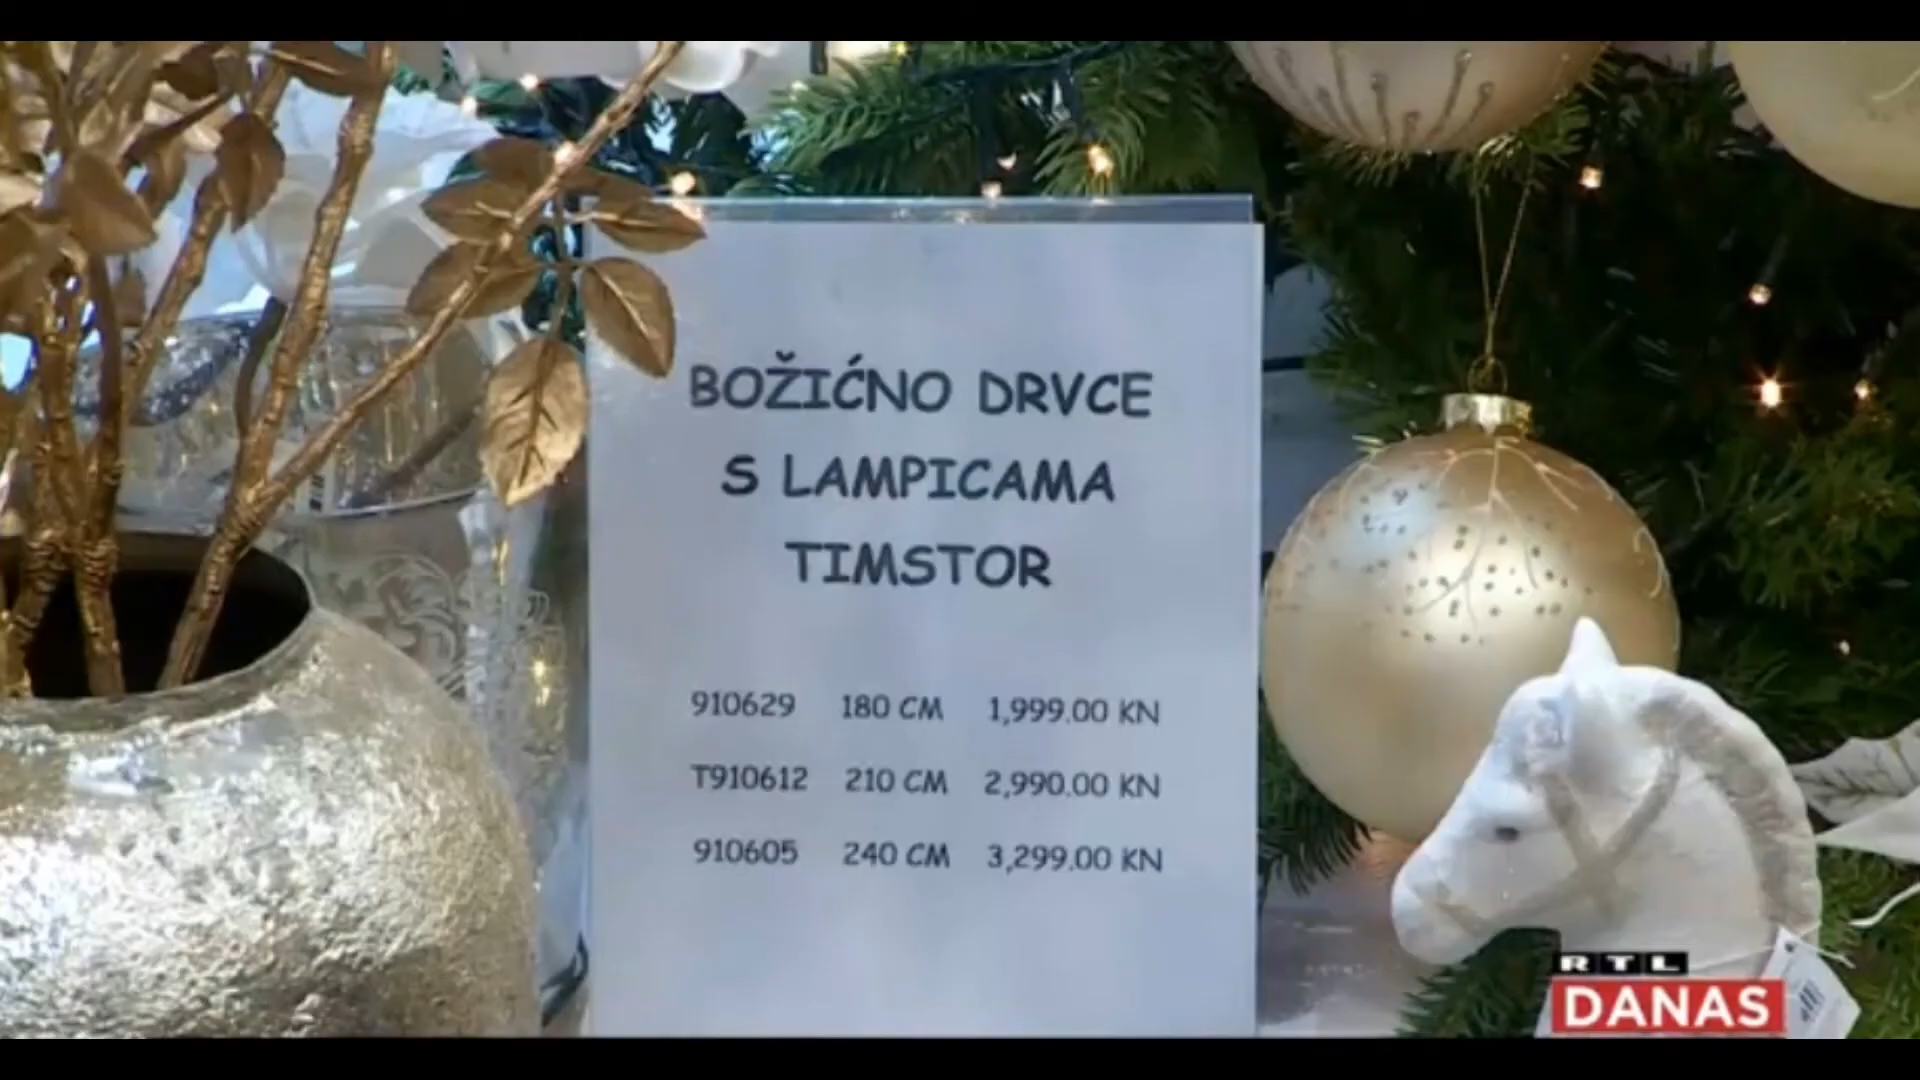 BOŽIĆNO DRVCE
S LAMPICAMA
TIMSTOR
910629 180 CM 1,999.00 KN
T910612 210 CM 2,990.00 KN
910605 240 CM 3,299.00 KN
RTL
DANAS